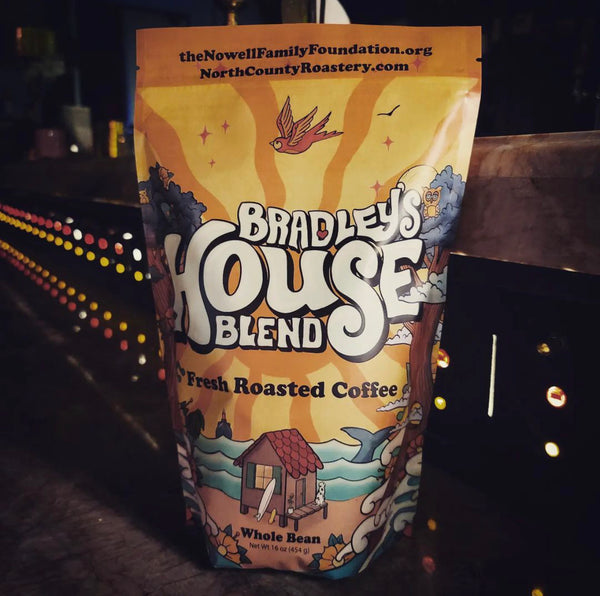 theNowellFamilyFoundation.org
NorthCountyRoastery.com
BRADLEY'S
HOUSE
BLEND
Fresh Roasted Coffee
Whole Bean
Net Wt 16 oz (454 g)